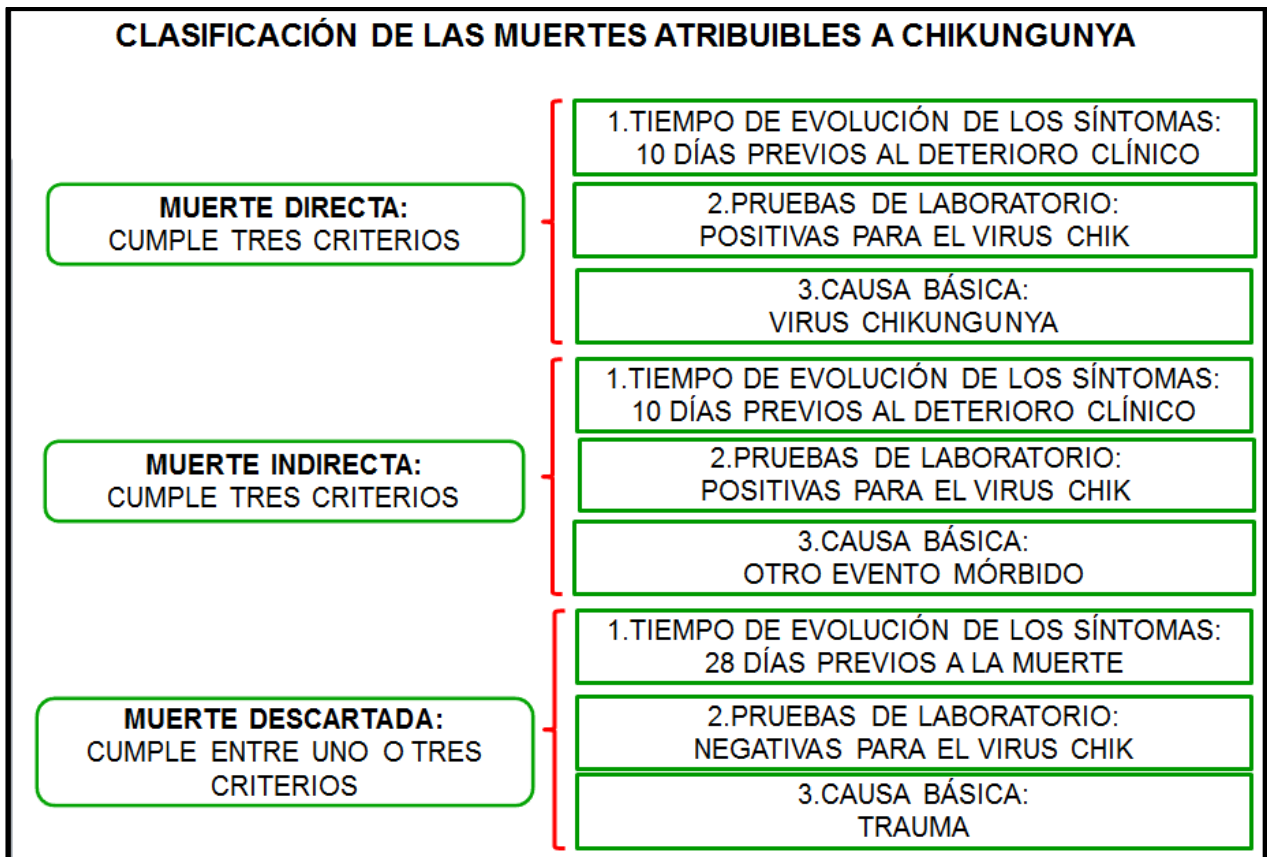 CLASIFICACIÓN DE LAS MUERTES ATRIBUIBLES A CHIKUNGUNYA
MUERTE DIRECTA:
CUMPLE TRES CRITERIOS
1.TIEMPO DE EVOLUCIÓN DE LOS SÍNTOMAS:
10 DÍAS PREVIOS AL DETERIORO CLÍNICO
2.PRUEBAS DE LABORATORIO:
POSITIVAS PARA EL VIRUS CHIK
3.CAUSA BÁSICA:
VIRUS CHIKUNGUNYA
MUERTE INDIRECTA:
CUMPLE TRES CRITERIOS
1.TIEMPO DE EVOLUCIÓN DE LOS SÍNTOMAS:
10 DÍAS PREVIOS AL DETERIORO CLÍNICO
2.PRUEBAS DE LABORATORIO:
POSITIVAS PARA EL VIRUS CHIK
3.CAUSA BÁSICA:
OTRO EVENTO MÓRBIDO
MUERTE DESCARTADA:
CUMPLE ENTRE UNO O TRES
CRITERIOS
1.TIEMPO DE EVOLUCIÓN DE LOS SÍNTOMAS:
28 DÍAS PREVIOS A LA MUERTE
2.PRUEBAS DE LABORATORIO:
NEGATIVAS PARA EL VIRUS CHIK
3.CAUSA BÁSICA:
TRAUMA